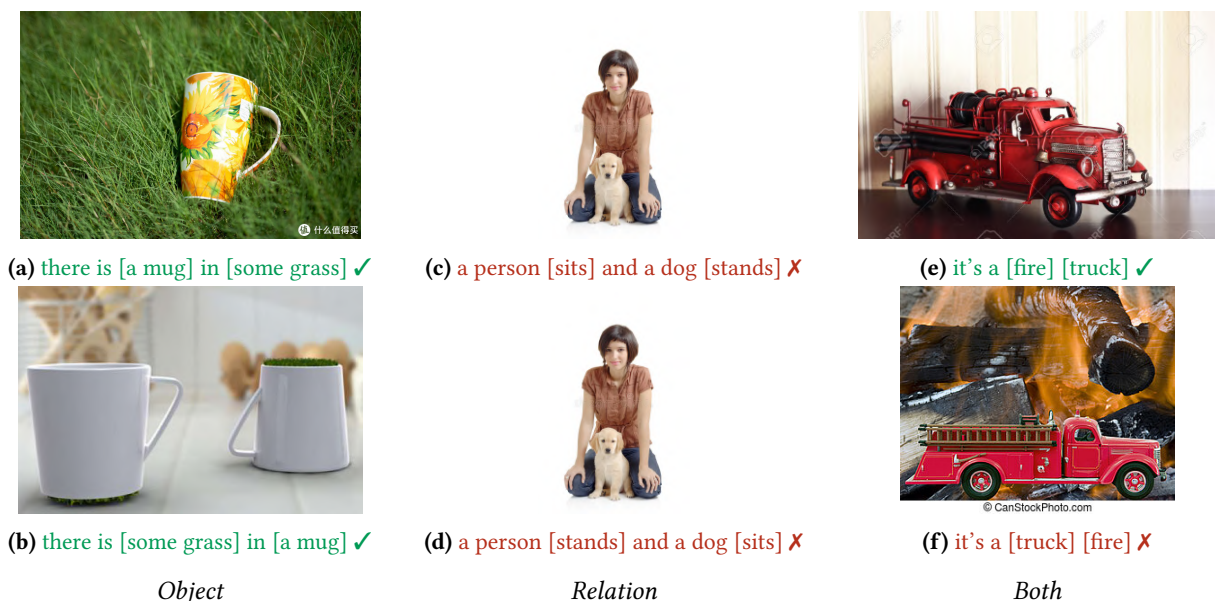 什么值得买
(a) there is [a mug] in [some grass] ✓
(c) a person [sits] and a dog [stands] ✗
(e) it's a [fire] [truck] ✓
© CanStockPhoto.com
(b) there is [some grass] in [a mug] ✓
(d) a person [stands] and a dog [sits] ✗
(f) it's a [truck] [fire] ✗
Object
Relation
Both